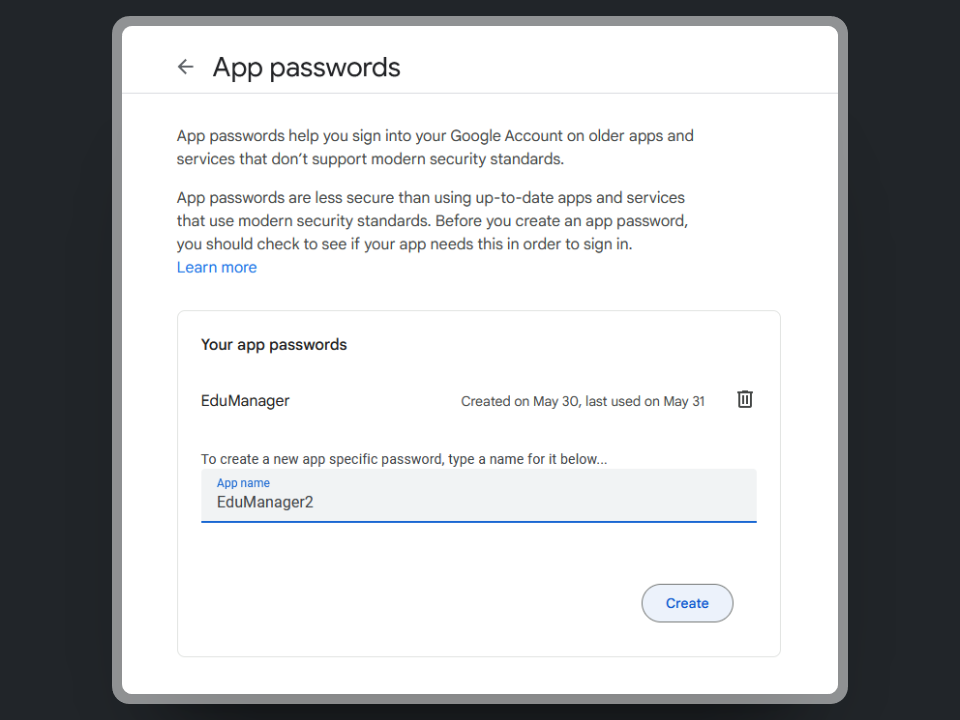 App passwords
App passwords help you sign into your Google Account on older apps and
services that don’t support modern security standards.
App passwords are less secure than using up-to-date apps and services
that use modern security standards. Before you create an app password,
you should check to see if your app needs this in order to sign in.
Learn more
Your app passwords
EduManager Created on May 30, last used on May 31
To create a new app specific password, type a name for it below...
App name
EduManager2
Create